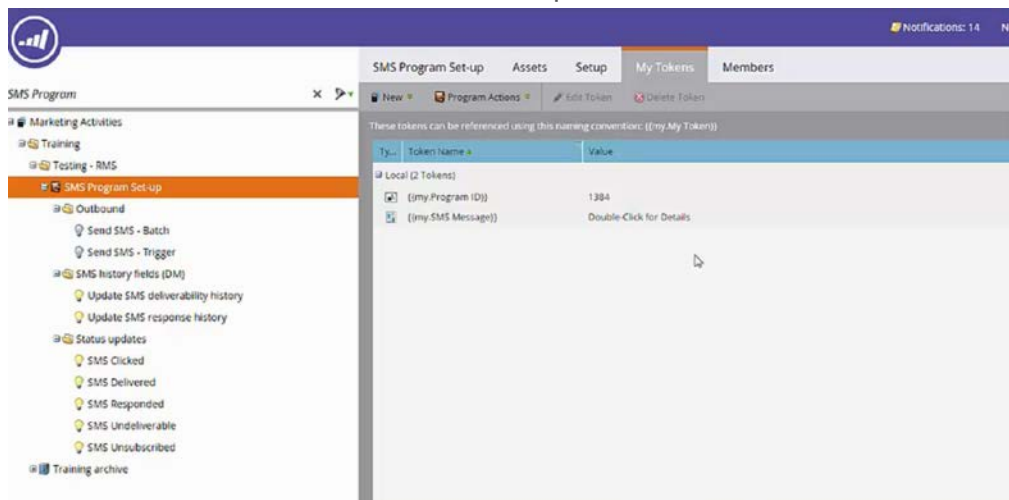 Notifications: 14 N
SMS Program Set-up Assets Setup My Tokens Members
SMS Program
New Program Actions Edit Token Delete Token
Marketing Activities
These tokens can be referenced using this naming convention: {{my.My Token}}
Training
Ty... Token Name Value
Testing - RMS
Local (2 Tokens)
SMS Program Set-up
{{my.Program ID}} 1384
Outbound
{{my.SMS Message}} Double-Click for Details
Send SMS - Batch
Send SMS - Trigger
SMS history fields (DM)
Update SMS deliverability history
Update SMS response history
Status updates
SMS Clicked
SMS Delivered
SMS Responded
SMS Undeliverable
SMS Unsubscribed
Training archive